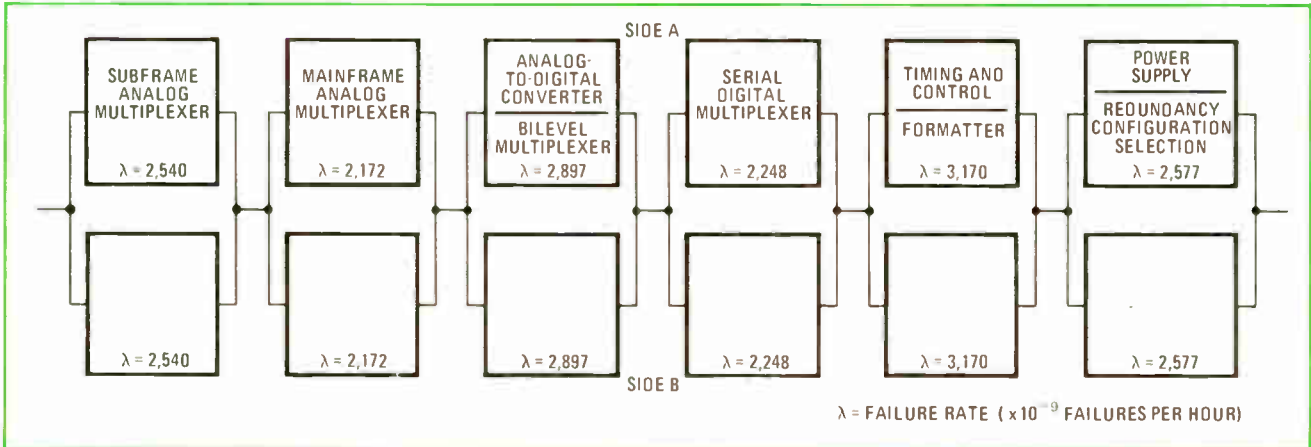 SIDE A
SUBFRAME
ANALOG
MULTIPLEXER
λ = 2,540
MAINFRAME
ANALOG
MULTIPLEXER
λ = 2,172
ANALOG-
TO-DIGITAL
CONVERTER
BILEVEL
MULTIPLEXER
λ = 2,897
SERIAL
DIGITAL
MULTIPLEXER
λ = 2,248
TIMING AND
CONTROL
FORMATTER
λ = 3,170
POWER
SUPPLY
REDUNDANCY
CONFIGURATION
SELECTION
λ = 2,577
λ = 2,540
λ = 2,172
λ = 2,897
λ = 2,248
λ = 3,170
λ = 2,577
SIDE B
λ = FAILURE RATE (x10⁻⁹ FAILURES PER HOUR)